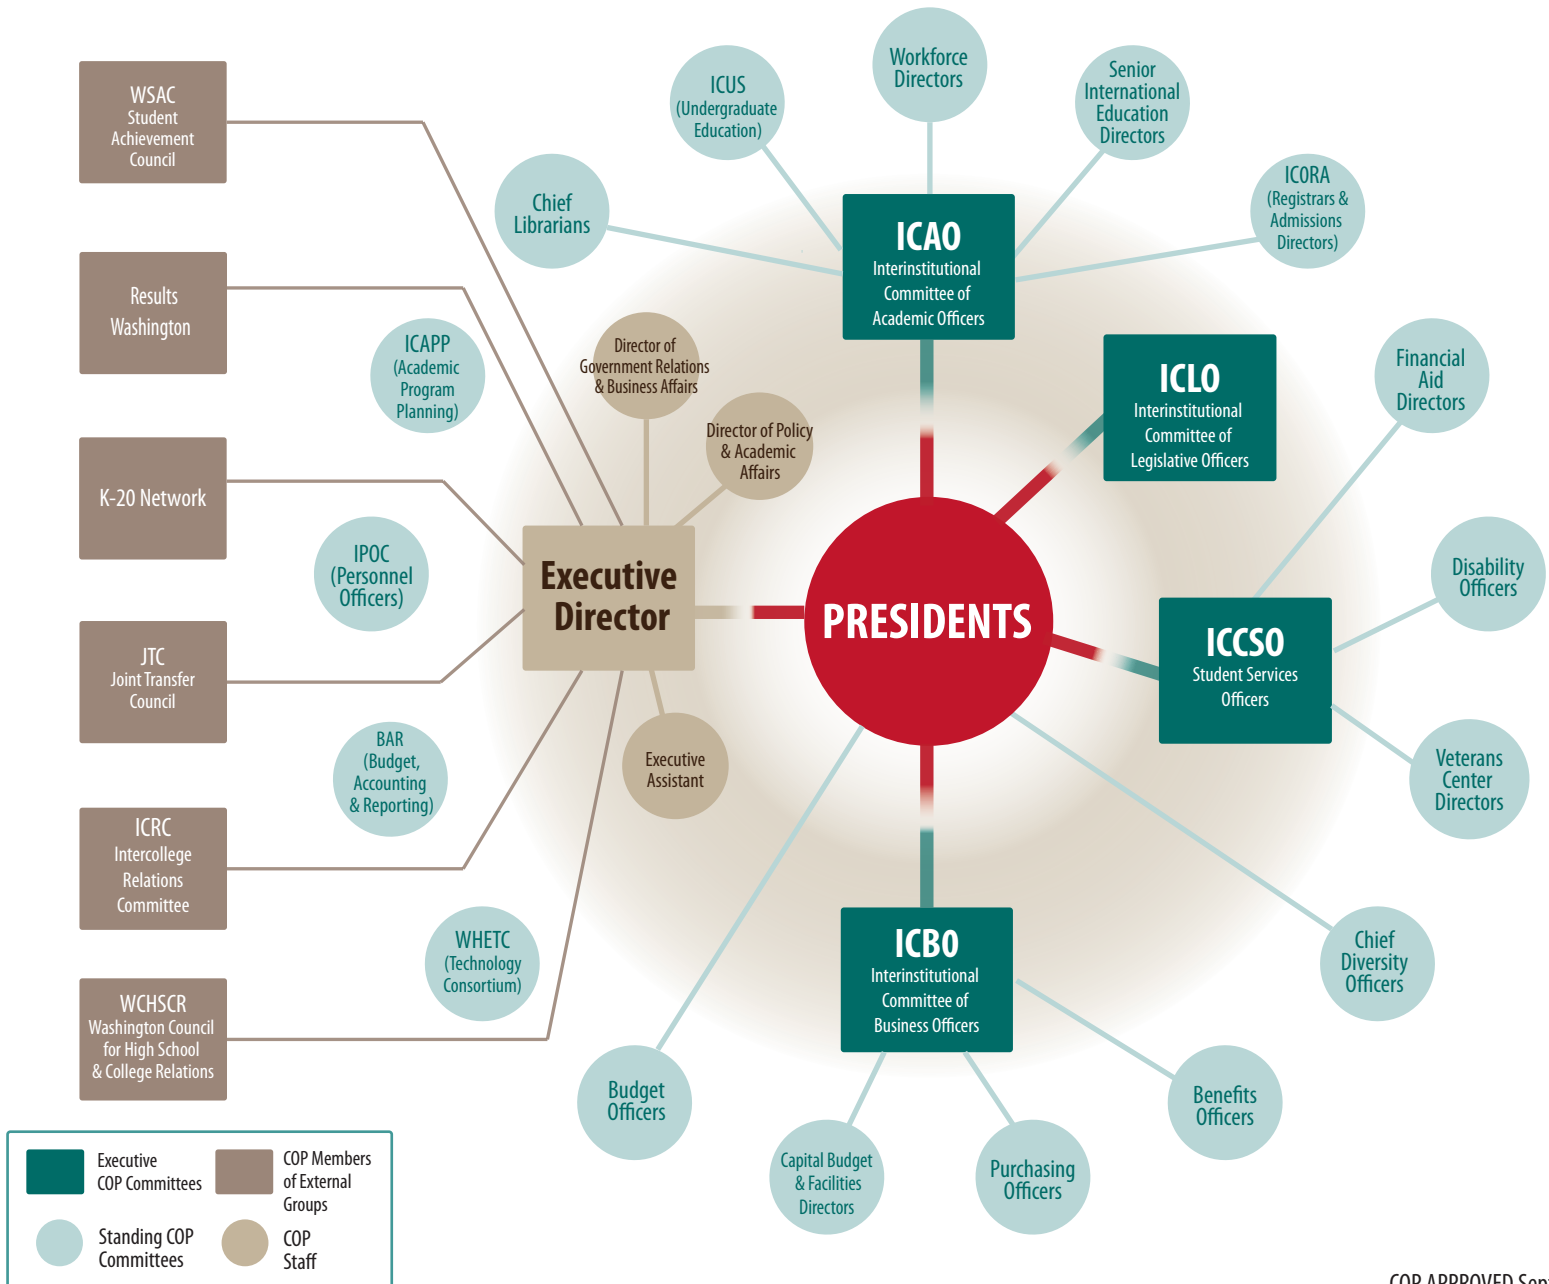 WSAC
Student
Achievement
Council
Results
Washington
K-20 Network
JTC
Joint Transfer
Council
ICRC
Intercollege
Relations
Committee
WCHSCR
Washington Council
for High School
& College Relations
ICUS
(Undergraduate
Education)
Workforce
Directors
Senior
International
Education
Directors
ICORA
(Registrars &
Admissions
Directors)
Chief
Librarians
ICAO
Interinstitutional
Committee of
Academic Officers
ICAPP
(Academic
Program
Planning)
IPOC
(Personnel
Officers)
BAR
(Budget,
Accounting
& Reporting)
WHETC
(Technology
Consortium)
Director of
Government Relations
& Business Affairs
Director of Policy
& Academic
Affairs
Executive
Director
Executive
Assistant
PRESIDENTS
ICLO
Interinstitutional
Committee of
Legislative Officers
Financial
Aid
Directors
Disability
Officers
ICCSO
Student Services
Officers
Veterans
Center
Directors
Chief
Diversity
Officers
ICBO
Interinstitutional
Committee of
Business Officers
Budget
Officers
Capital Budget
& Facilities
Directors
Purchasing
Officers
Benefits
Officers
Executive
COP Committees
COP Members
of External
Groups
Standing COP
Committees
COP
Staff
COP APPROVED